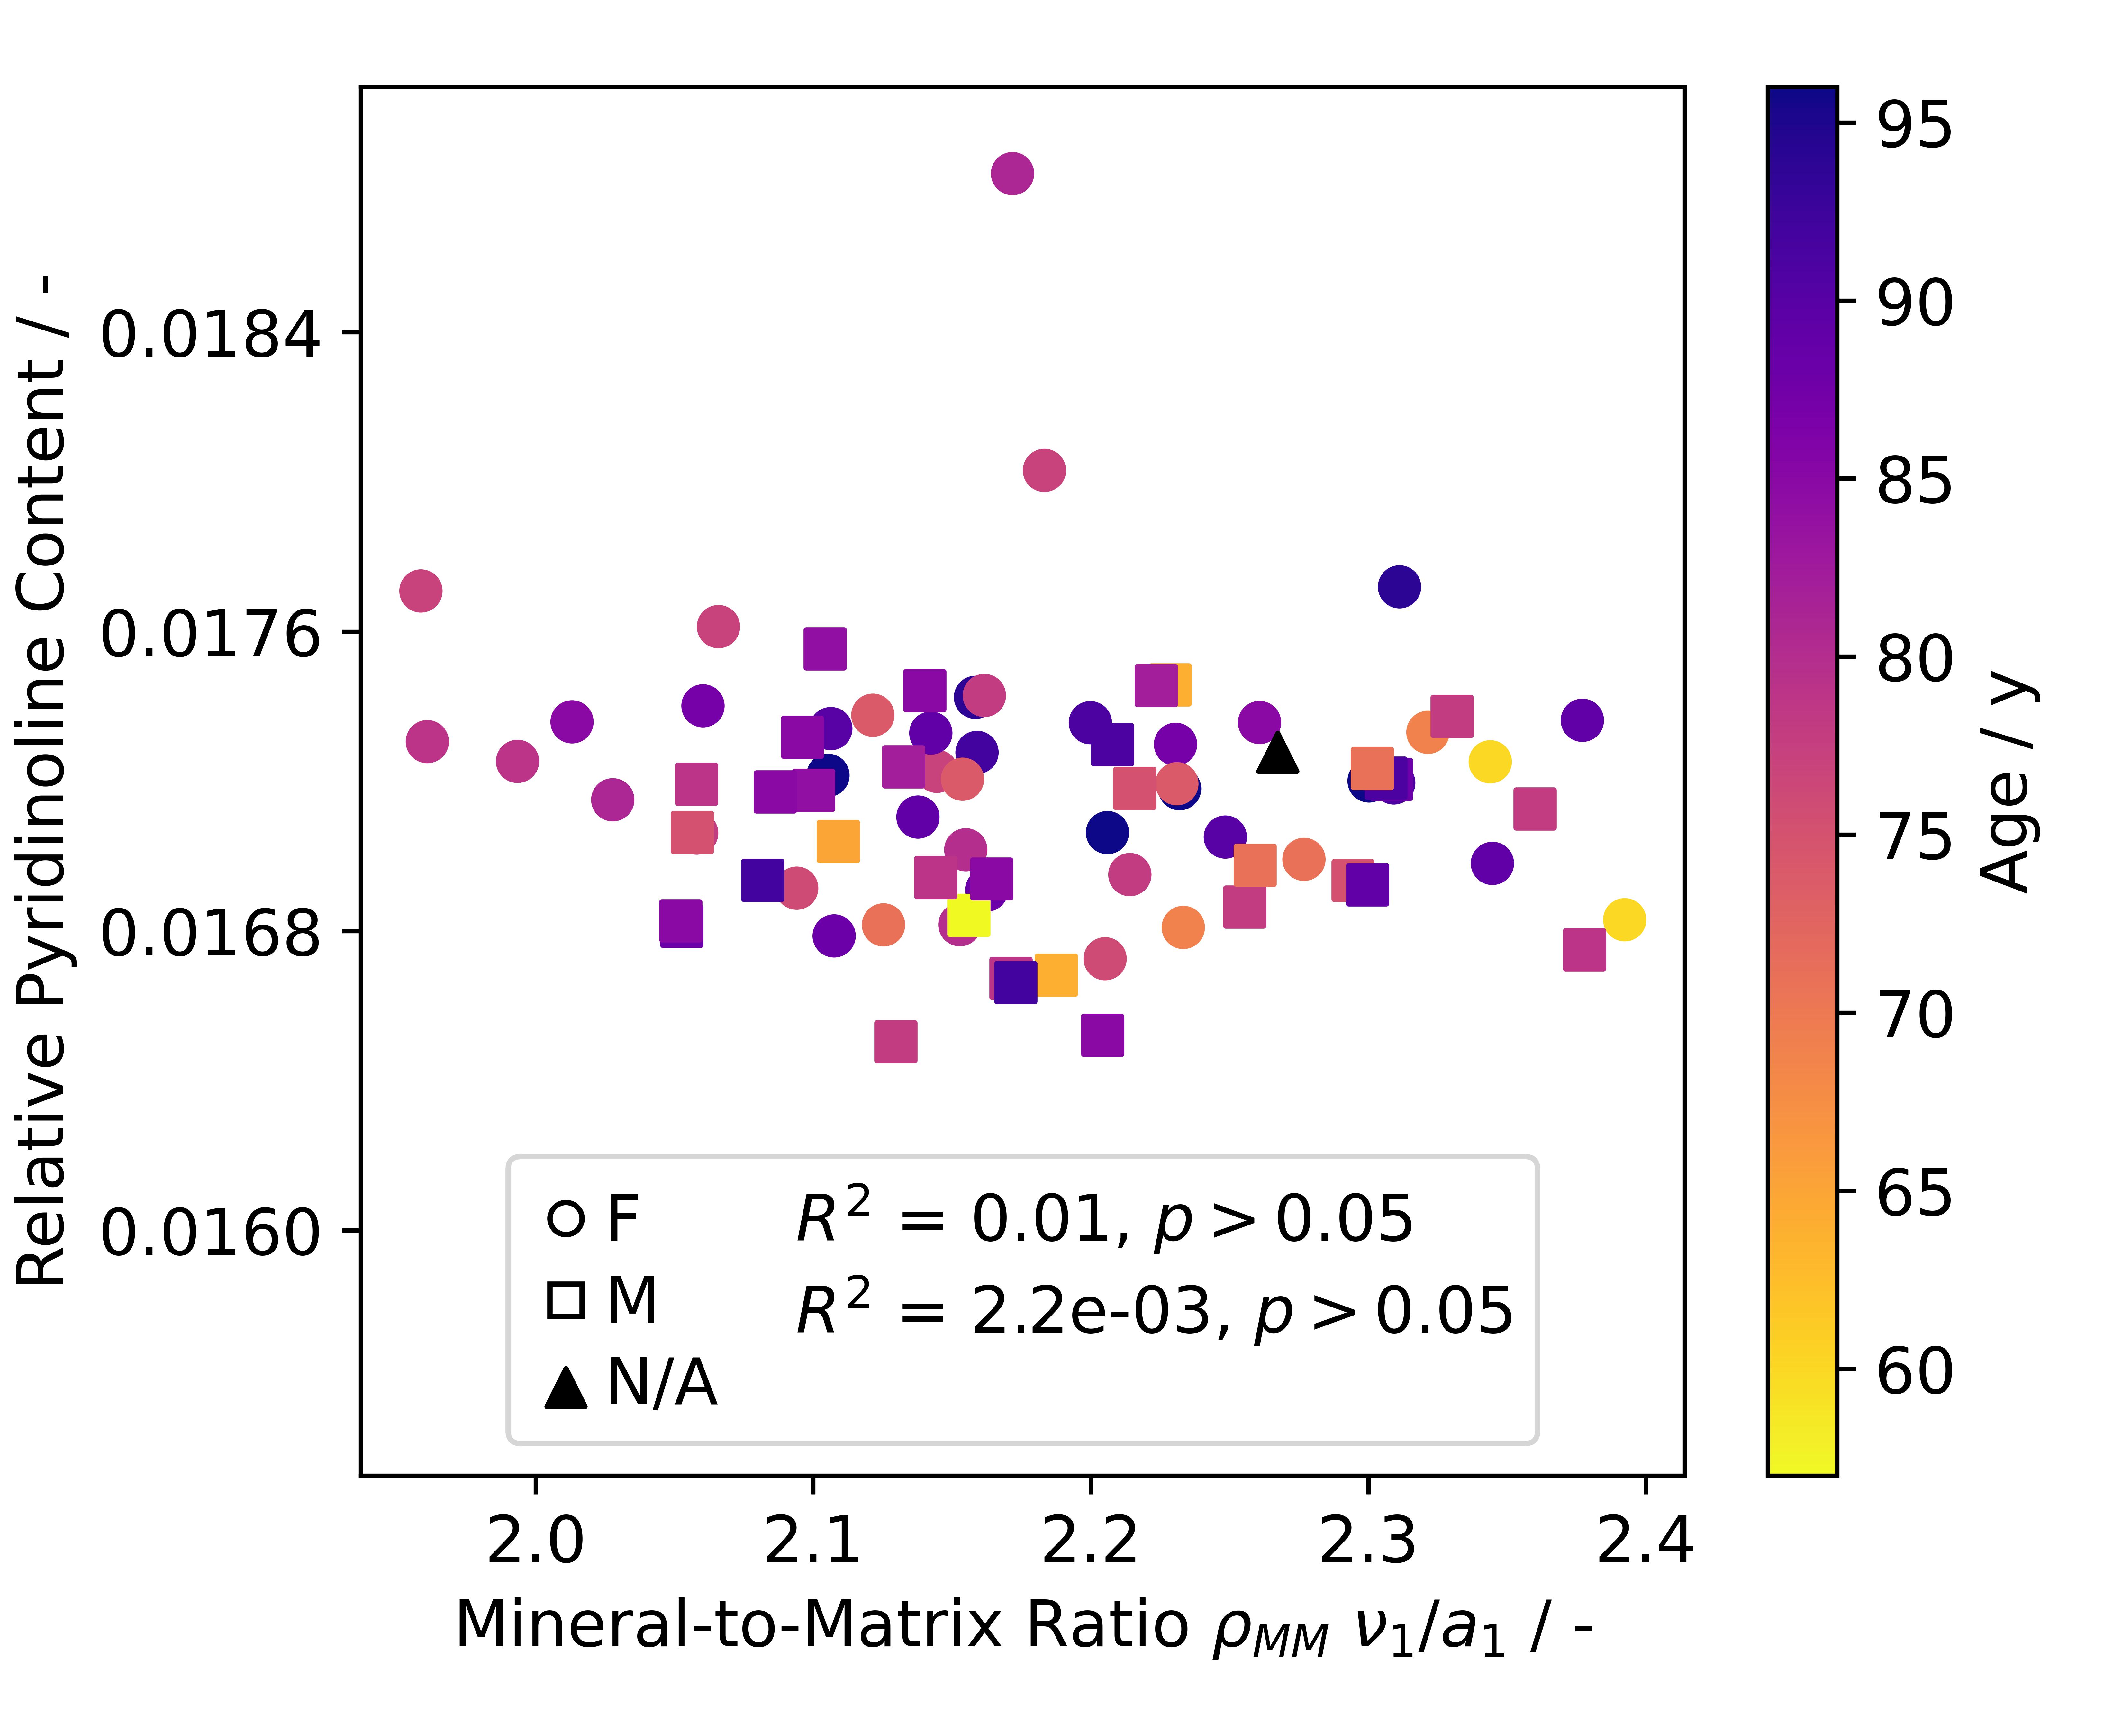 Relative Pyridinoline Content / -
0.0184
0.0176
0.0168
0.0160
F R² = 0.01, p > 0.05
M R² = 2.2e-03, p > 0.05
N/A
2.0 2.1 2.2 2.3 2.4
Mineral-to-Matrix Ratio ρ_MM ν₁/a₁ / -
95
90
85
80
75
70
65
60
Age / y